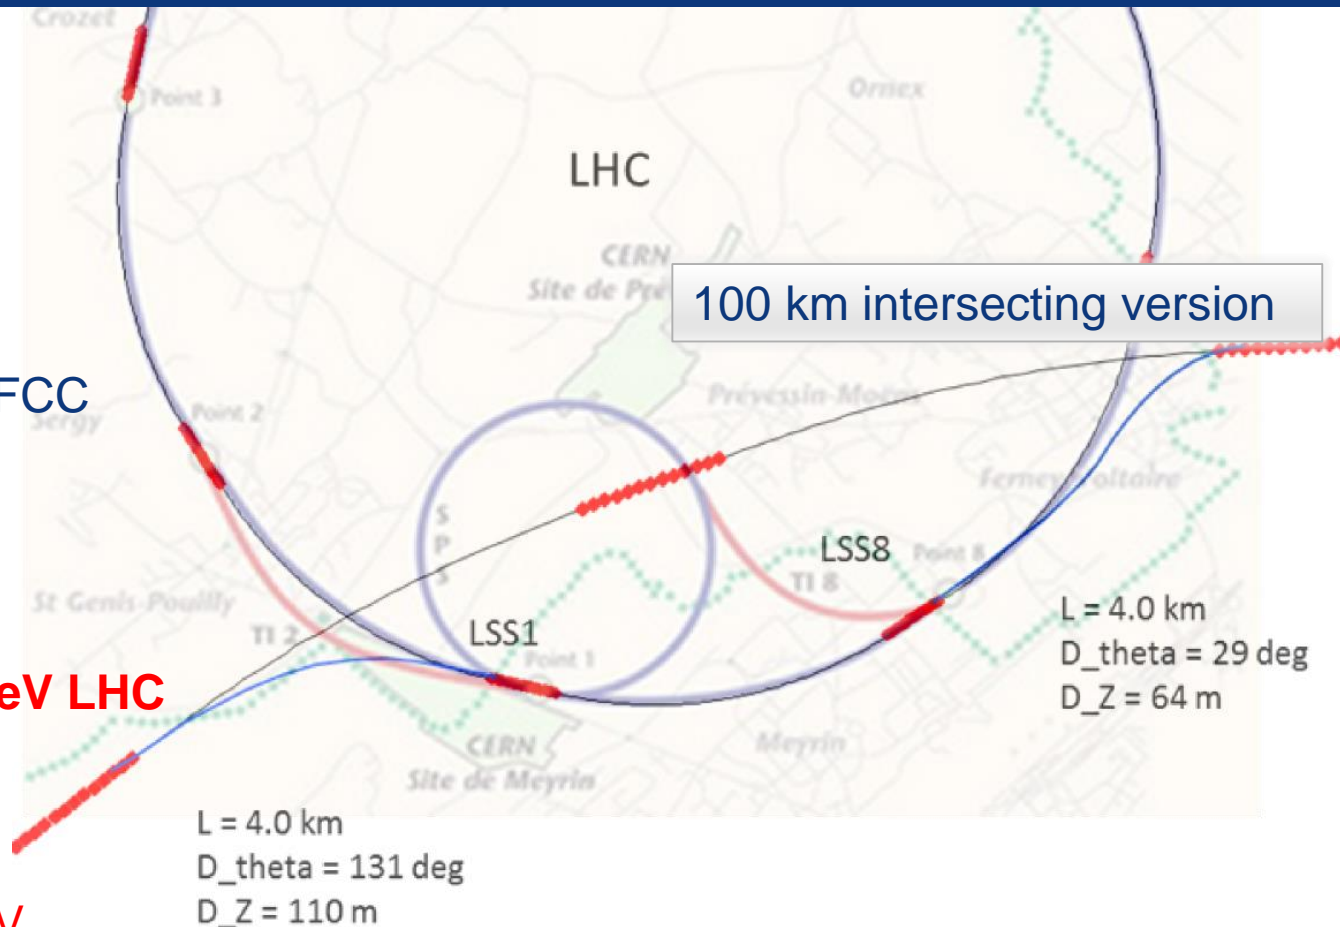 Crozet
Point 3
Ornex
LHC
CERN
Site de Pré
100 km intersecting version
FCC
Sergy
Point 2
Prévessin-Moëns
Ferney Voltaire
S
P
S
LSS8
Point 8
TI 8
St Genis-Pouilly
TI 2
LSS1
Point 1
L = 4.0 km
D_theta = 29 deg
D_Z = 64 m
eV LHC
CERN
Site de Meyrin
Meyrin
L = 4.0 km
D_theta = 131 deg
D_Z = 110 m
V